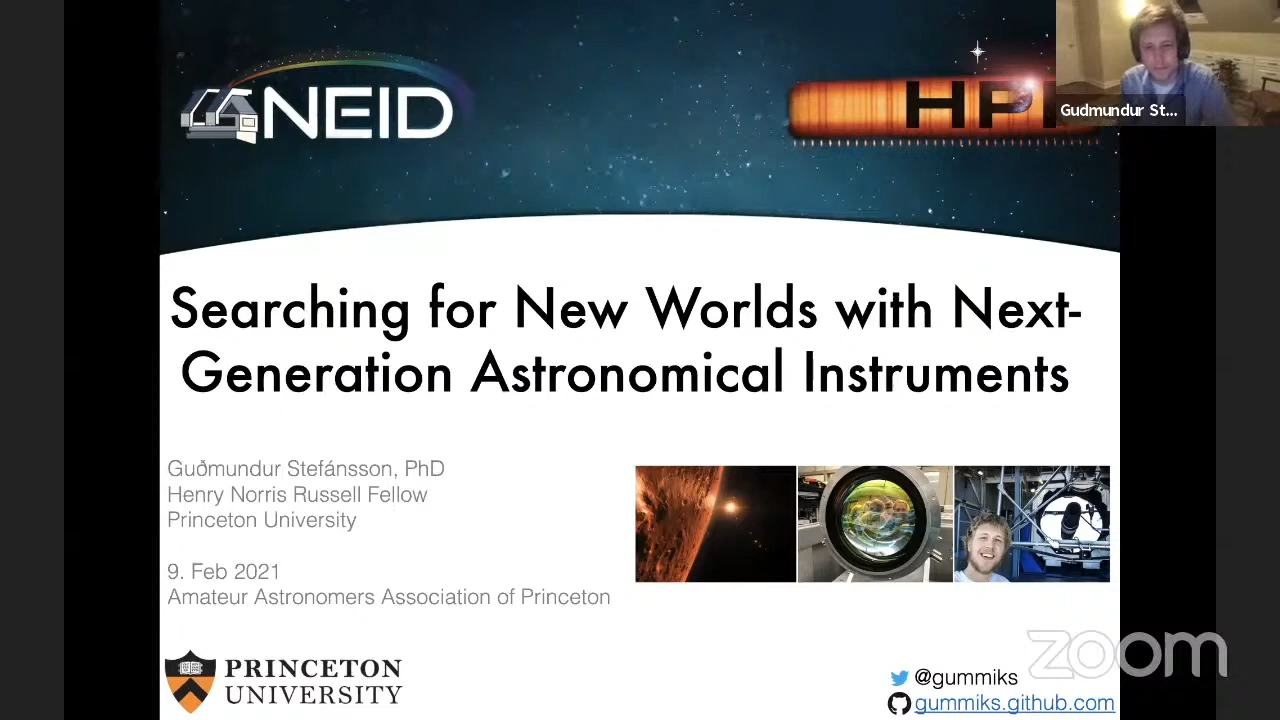 NEID
HP
Gudmundur St...
Searching for New Worlds with Next-
Generation Astronomical Instruments
Guðmundur Stefánsson, PhD
Henry Norris Russell Fellow
Princeton University
9. Feb 2021
Amateur Astronomers Association of Princeton
PRINCETON
UNIVERSITY
@gummiks
gummiks.github.com
zoom